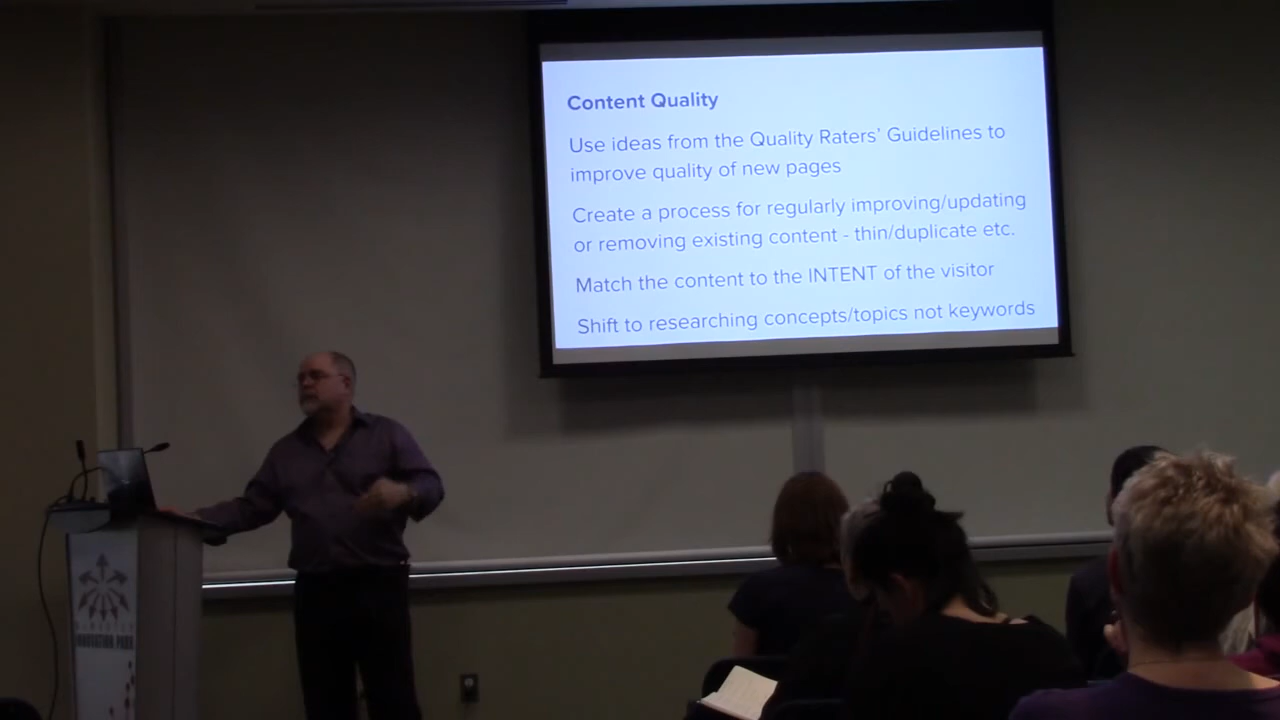 Content Quality
Use ideas from the Quality Raters' Guidelines to
improve quality of new pages
Create a process for regularly improving/updating
or removing existing content - thin/duplicate etc.
Match the content to the INTENT of the visitor
Shift to researching concepts/topics not keywords
INNOVATION PARK